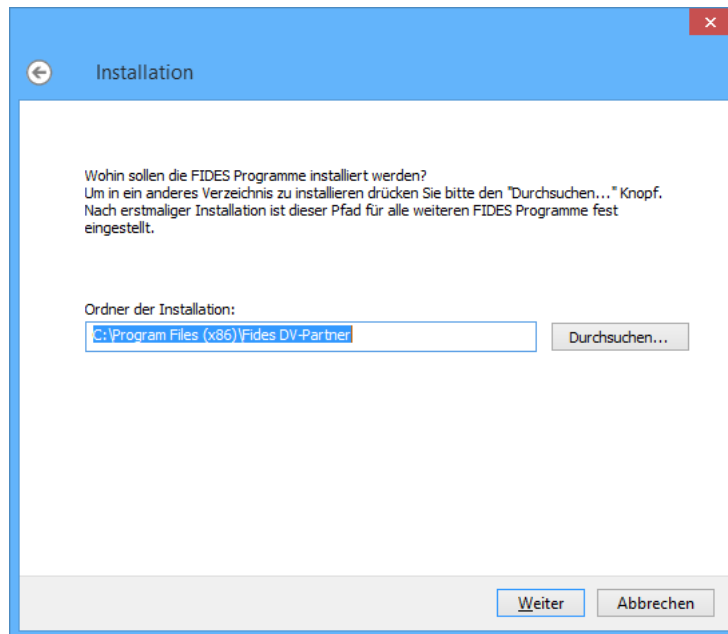 Installation
Wohin sollen die FIDES Programme installiert werden?
Um in ein anderes Verzeichnis zu installieren drücken Sie bitte den "Durchsuchen..." Knopf.
Nach erstmaliger Installation ist dieser Pfad für alle weiteren FIDES Programme fest
eingestellt.
Ordner der Installation:
C:\Program Files (x86)\Fides DV-Partner
Durchsuchen...
Weiter
Abbrechen